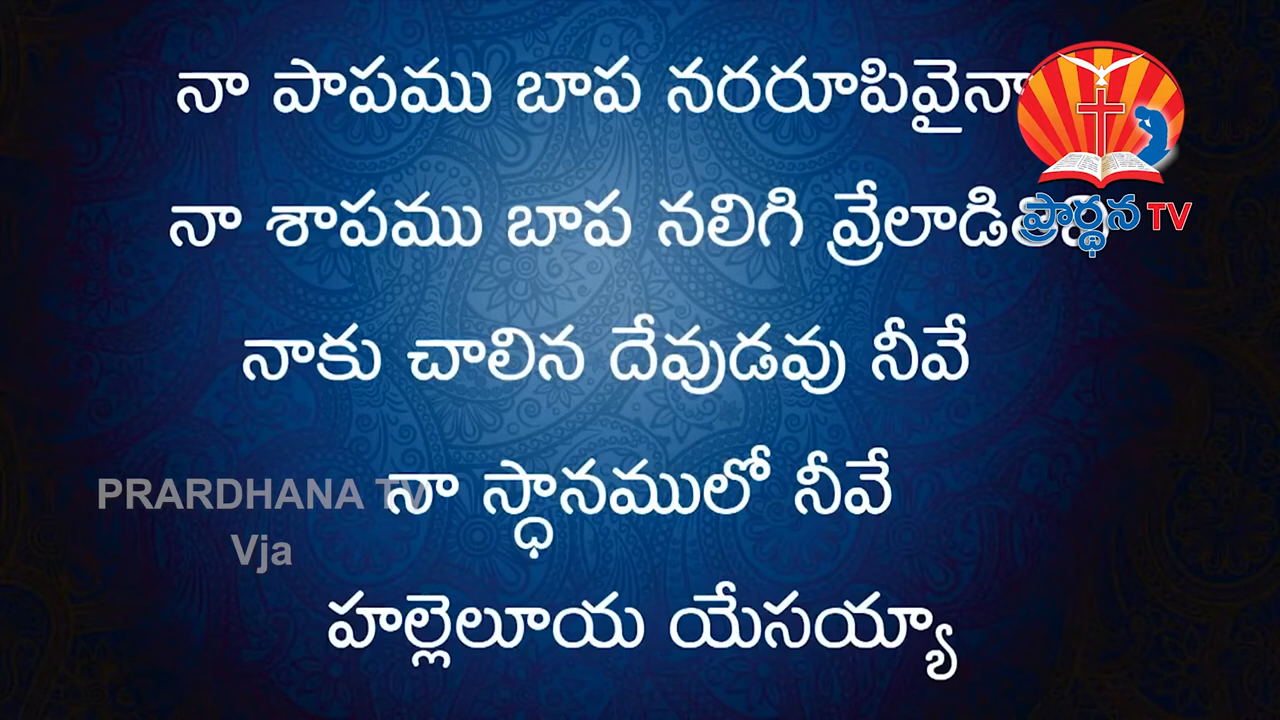 నా పాపము బాప నరరూపివైనా
నా శాపము బాప నలిగి
నాకు చాలిన దేవుడవు నీవే
నా స్ధానములో నీవే
హల్లెలూయ యేసయ్యా
ప్రార్థన TV
PRARDHANA TV
Vja